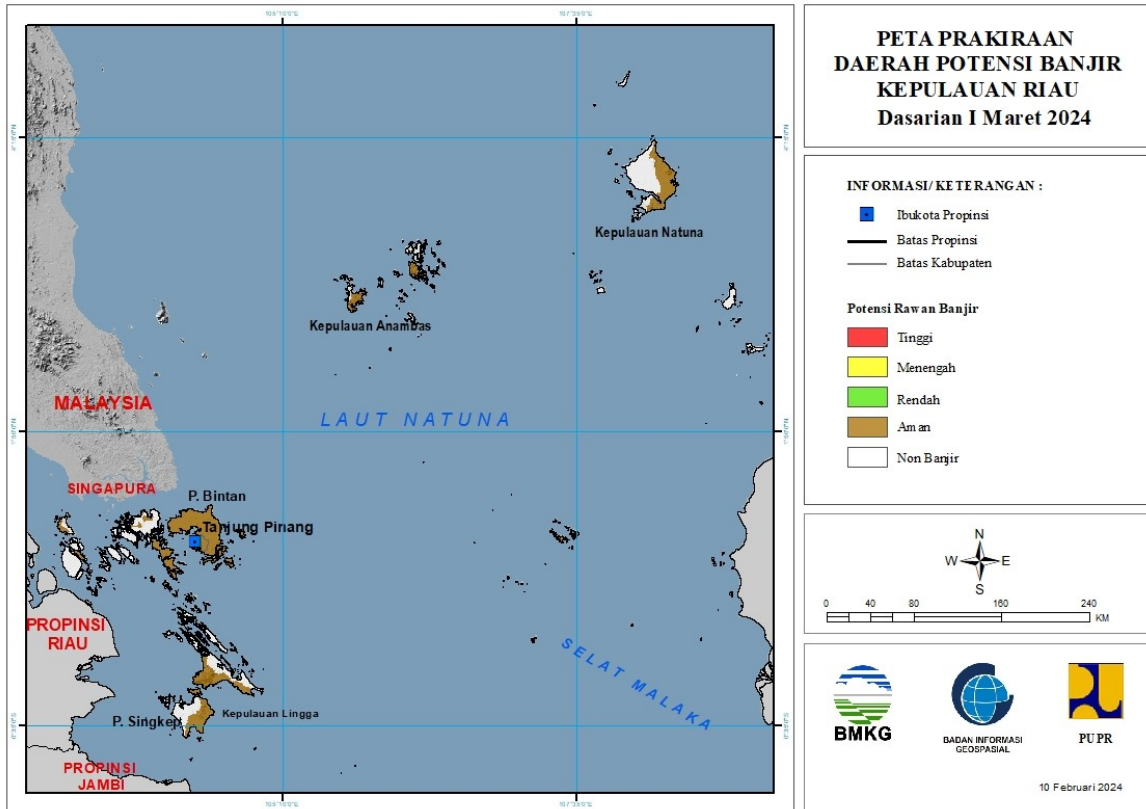 PETA PRAKIRAAN
DAERAH POTENSI BANJIR
KEPULAUAN RIAU
Dasarian I Maret 2024
INFORMASI/KETERANGAN :
Ibukota Propinsi
Batas Propinsi
Batas Kabupaten
Potensi Rawan Banjir
Tinggi
Menengah
Rendah
Aman
Non Banjir
N
W E
S
0 40 80 160 240
KM
BMKG
BADAN INFORMASI
GEOSPASIAL
PUPR
10 Februari 2024
Kepulauan Natuna
Kepulauan Anambas
MALAYSIA
LAUT NATUNA
SINGAPURA
P. Bintan
Tanjung Pinang
PROPINSI
RIAU
SELAT MALAKA
Kepulauan Lingga
P. Singkep
PROPINSI
JAMBI